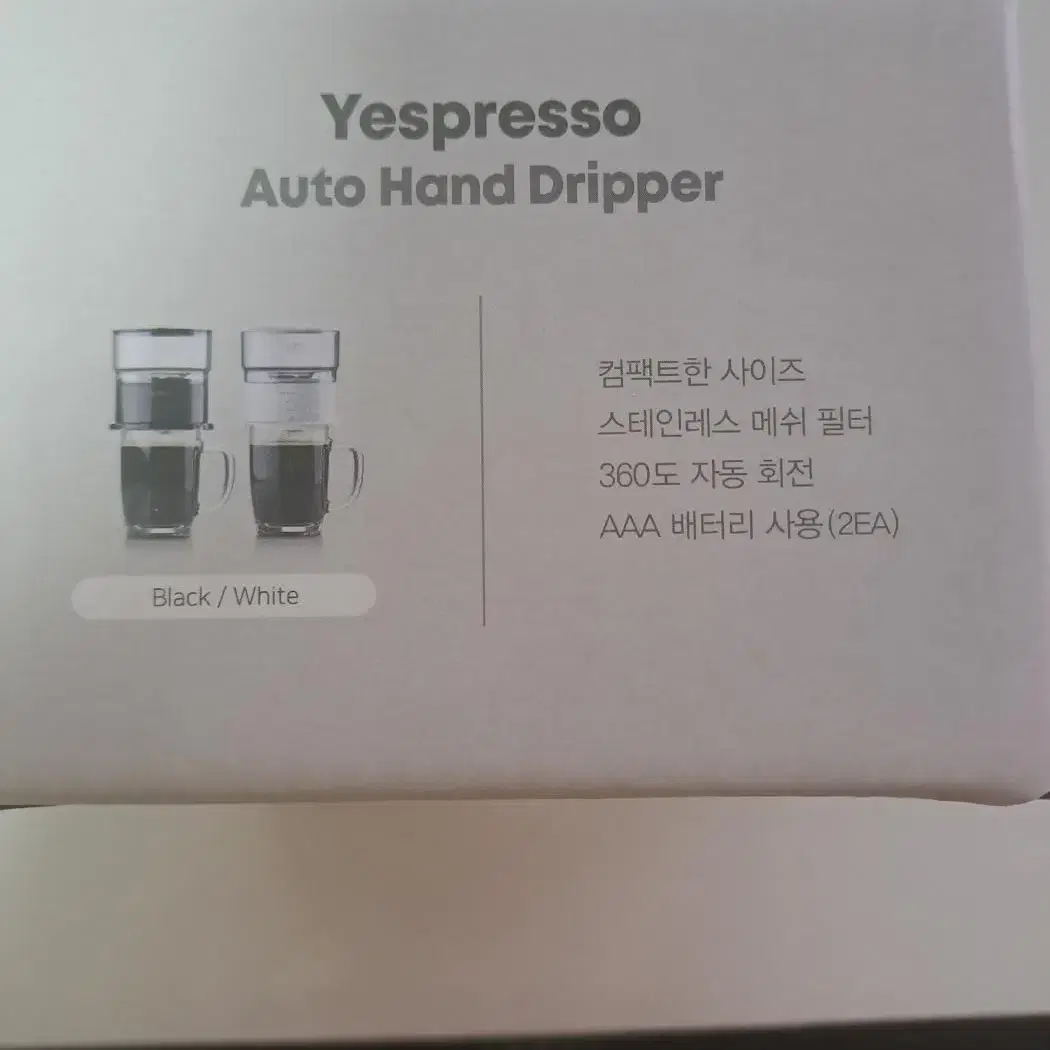 Yespresso
Auto Hand Dripper
컴팩트한 사이즈
스테인레스 메쉬 필터
360도 자동 회전
AAA 배터리 사용(2EA)
Black / White